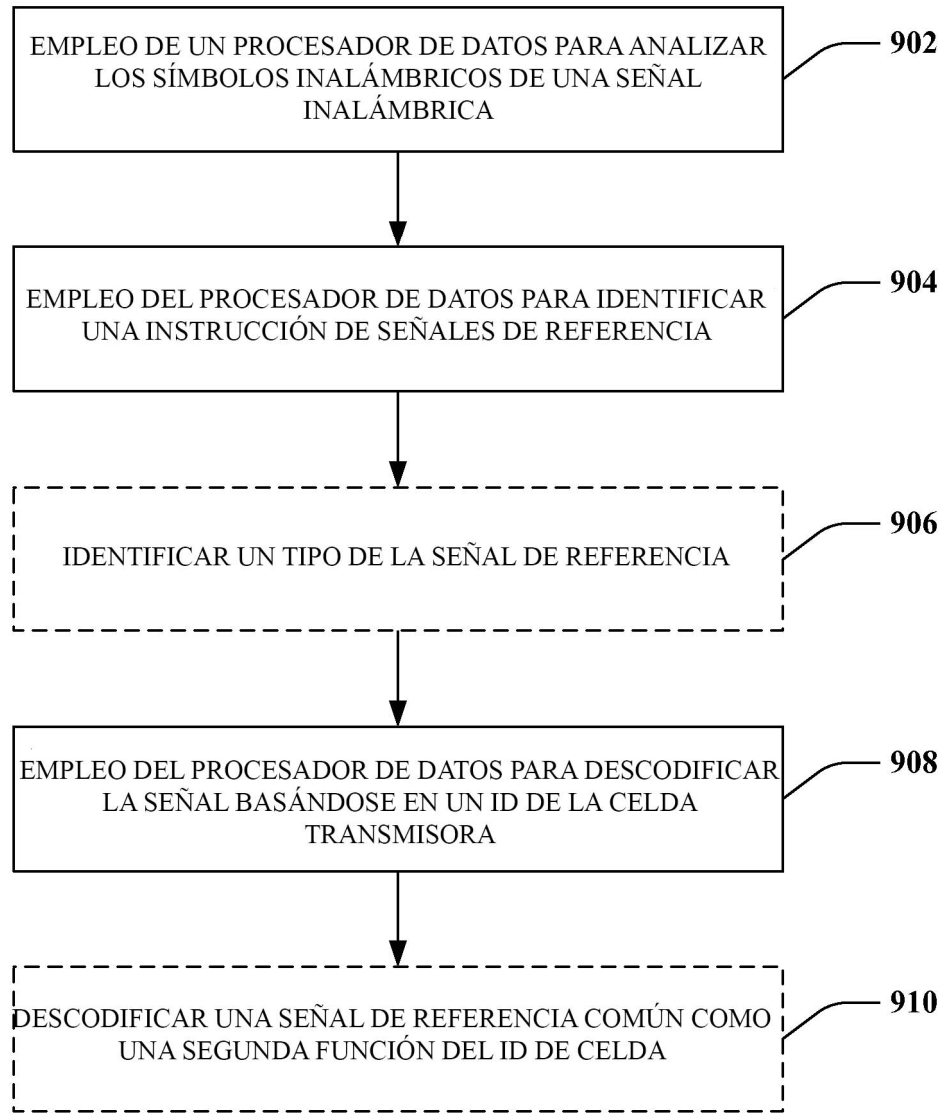 EMPLEO DE UN PROCESADOR DE DATOS PARA ANALIZAR
LOS SÍMBOLOS INALÁMBRICOS DE UNA SEÑAL
INALÁMBRICA
902
EMPLEO DEL PROCESADOR DE DATOS PARA IDENTIFICAR
UNA INSTRUCCIÓN DE SEÑALES DE REFERENCIA
904
IDENTIFICAR UN TIPO DE LA SEÑAL DE REFERENCIA
906
EMPLEO DEL PROCESADOR DE DATOS PARA DESCODIFICAR
LA SEÑAL BASÁNDOSE EN UN ID DE LA CELDA
TRANSMISORA
908
DESCODIFICAR UNA SEÑAL DE REFERENCIA COMÚN COMO
UNA SEGUNDA FUNCIÓN DEL ID DE CELDA
910